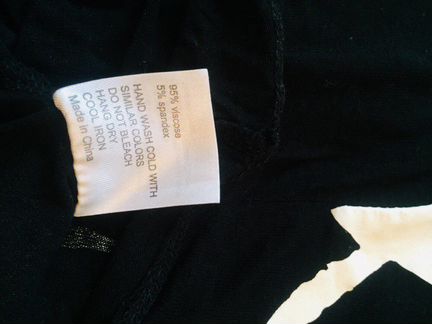 95% viscose
5% spandex
HAND WASH COLD WITH
SIMILAR COLORS
DO NOT BLEACH
HANG DRY
COOL IRON
Made in China